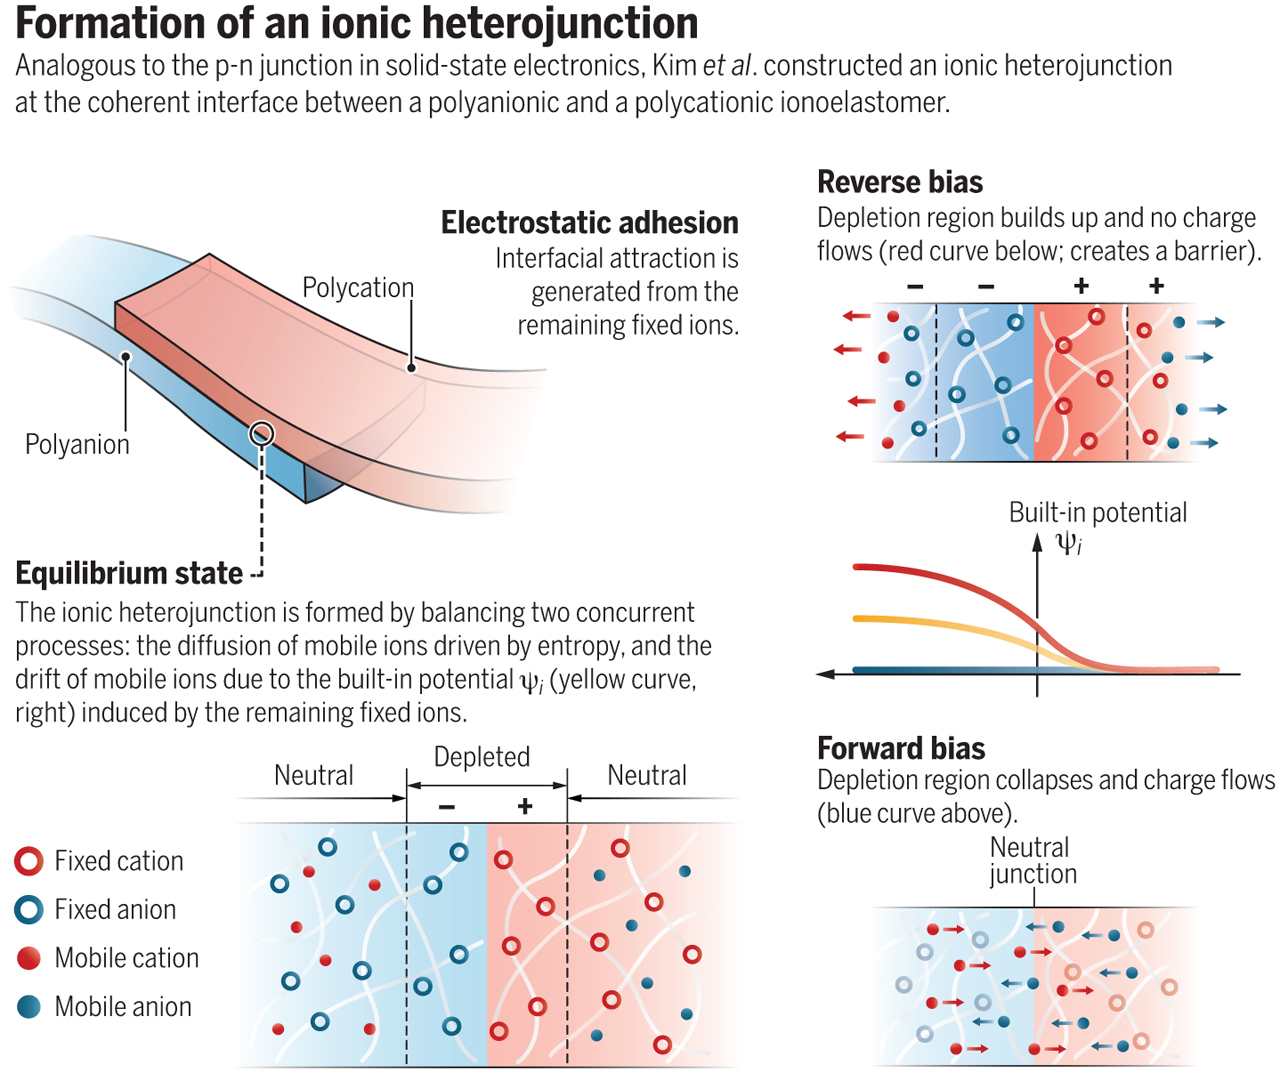 Formation of an ionic heterojunction
Analogous to the p-n junction in solid-state electronics, Kim et al. constructed an ionic heterojunction
at the coherent interface between a polyanionic and a polycationic ionoelastomer.
Electrostatic adhesion
Interfacial attraction is
generated from the
remaining fixed ions.
Polycation
Polyanion
Equilibrium state
The ionic heterojunction is formed by balancing two concurrent
processes: the diffusion of mobile ions driven by entropy, and the
drift of mobile ions due to the built-in potential ψi (yellow curve,
right) induced by the remaining fixed ions.
Neutral
Depleted
Neutral
– +
Fixed cation
Fixed anion
Mobile cation
Mobile anion
Reverse bias
Depletion region builds up and no charge
flows (red curve below; creates a barrier).
– – + +
Built-in potential
ψi
Forward bias
Depletion region collapses and charge flows
(blue curve above).
Neutral
junction